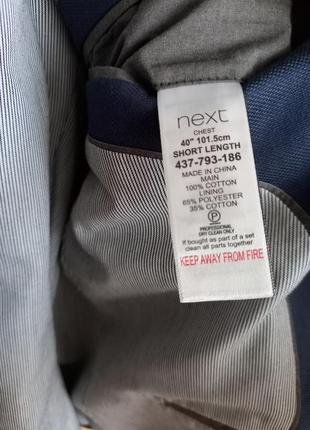 next
CHEST
40" 101.5cm
SHORT LENGTH
437-793-186
MADE IN CHINA
MAIN
100% COTTON
LINING
65% POLYESTER
35% COTTON
P
PROFESSIONAL
DRY CLEAN ONLY
If bought as part of a set
clean all parts together
KEEP AWAY FROM FIRE